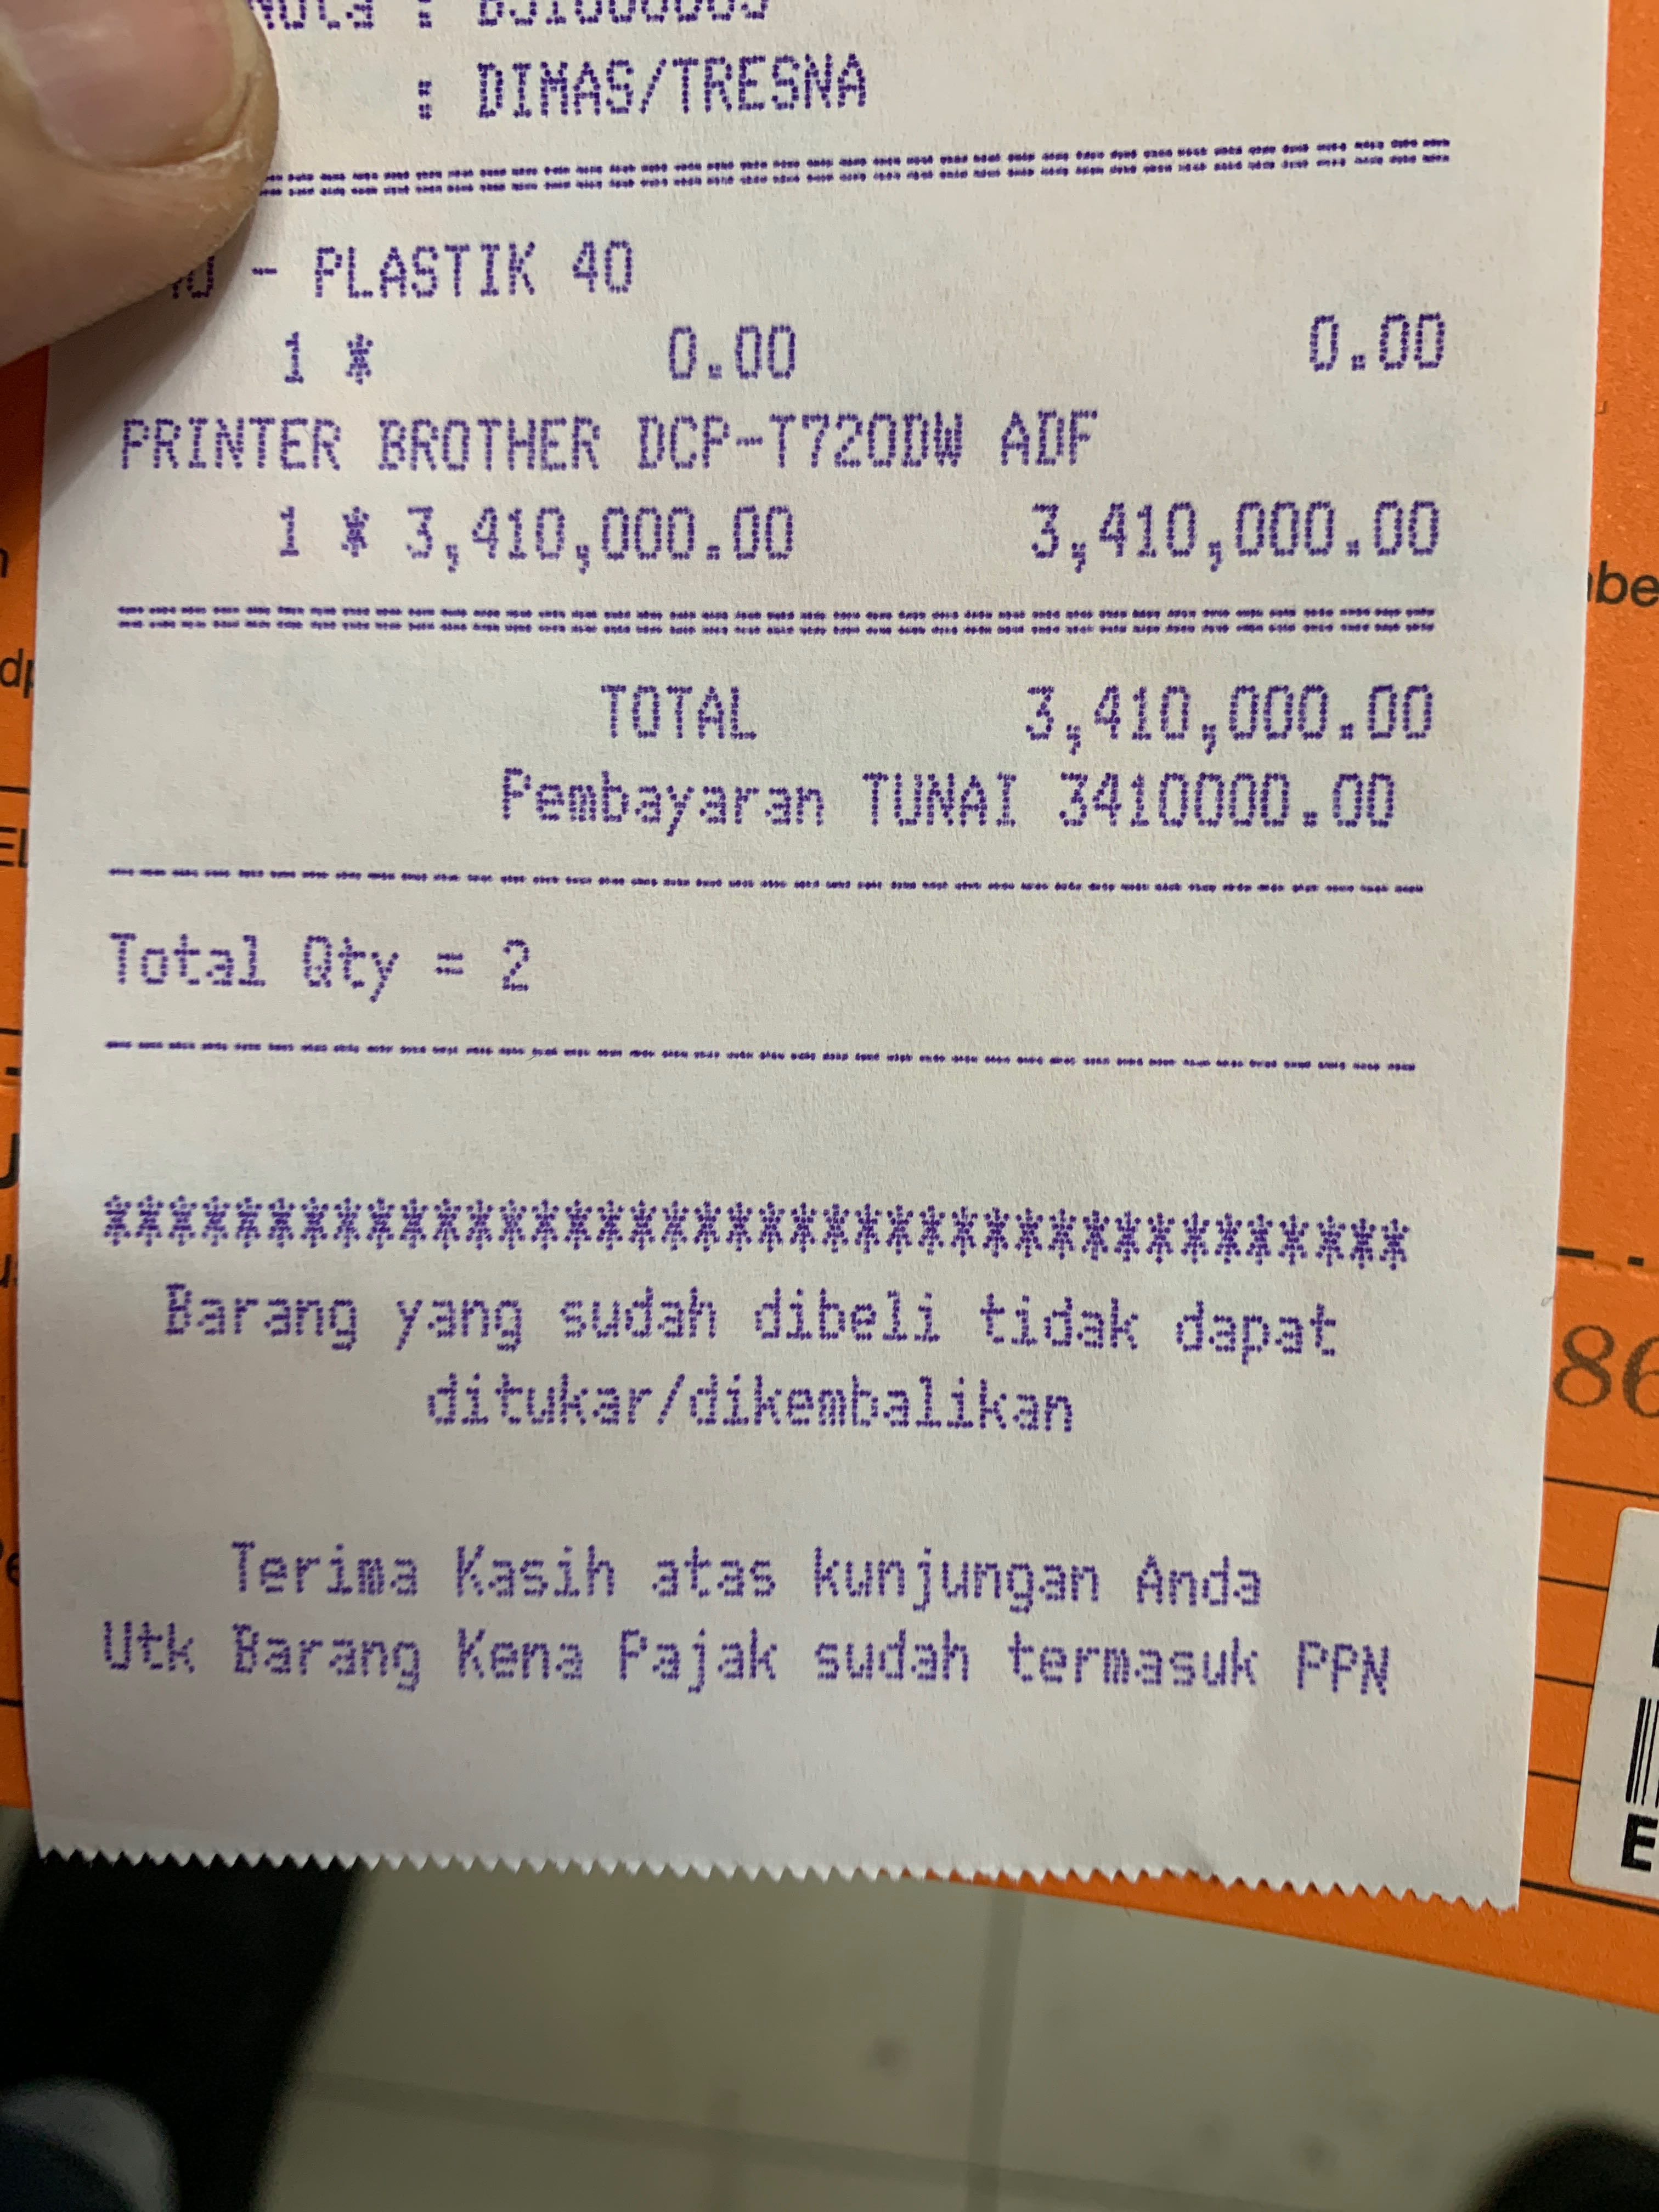 : DIMAS/TRESNA
- PLASTIK 40
1 * 0.00 0.00
PRINTER BROTHER DCP-T720DW ADF
1 * 3,410,000.00 3,410,000.00
TOTAL 3,410,000.00
Pembayaran TUNAI 3410000.00
Total Qty = 2
*****************************************
Barang yang sudah dibeli tidak dapat
ditukar/dikembalikan
Terima Kasih atas kunjungan Anda
Utk Barang Kena Pajak sudah termasuk PPN
86
E